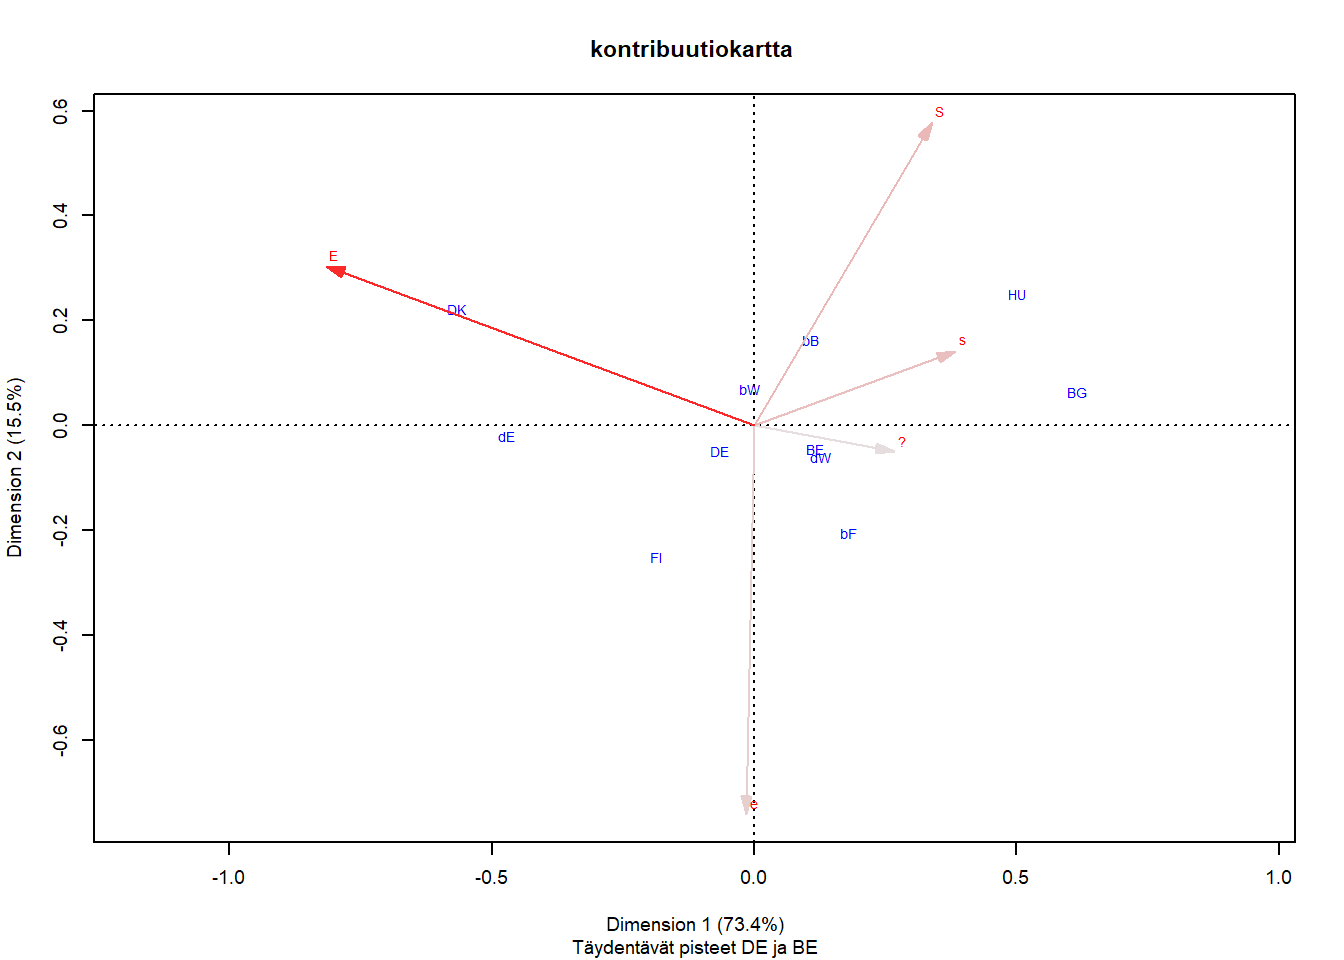 kontribuutiokartta
0.6
0.4
0.2
0.0
-0.2
-0.4
-0.6
Dimension 2 (15.5%)
S
E
HU
DK
bB
s
bW
BG
dE
?
DE
BE
dW
bF
FI
e
-1.0 -0.5 0.0 0.5 1.0
Dimension 1 (73.4%)
Täydentävät pisteet DE ja BE